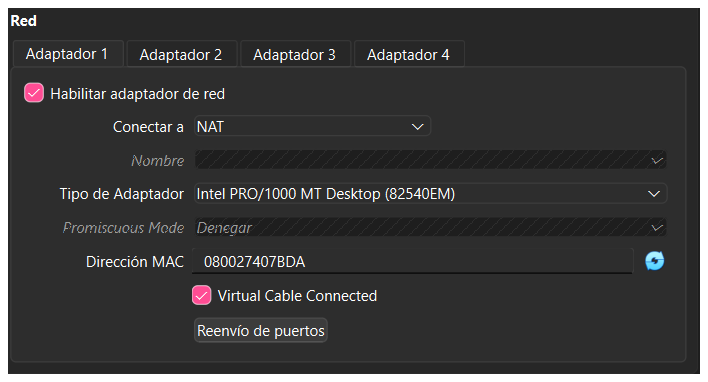 Red
Adaptador 1 Adaptador 2 Adaptador 3 Adaptador 4
Habilitar adaptador de red
Conectar a NAT
Nombre
Tipo de Adaptador Intel PRO/1000 MT Desktop (82540EM)
Promiscuous Mode Denegar
Dirección MAC 080027407BDA
Virtual Cable Connected
Reenvío de puertos